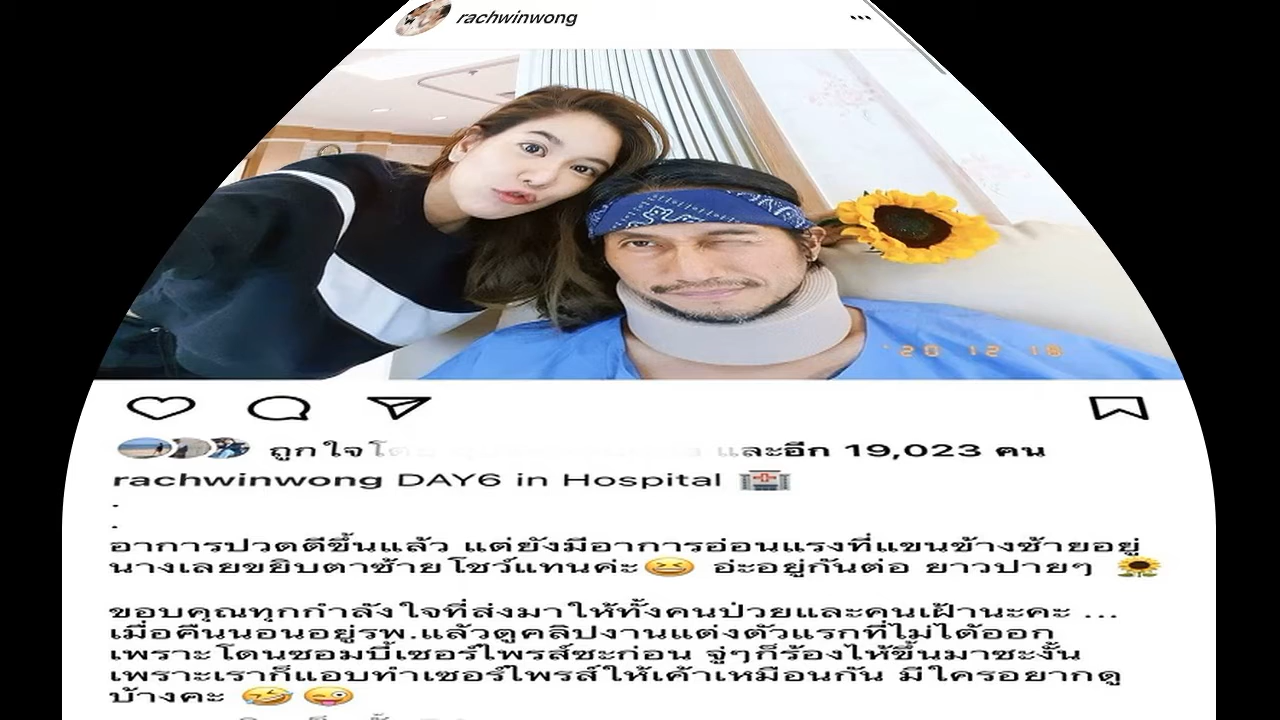 rachwinwong
'20 12 18
ถูกใจโดย และอีก 19,023 คน
rachwinwong DAY6 in Hospital 🏥
.
.
อาการปวดดีขึ้นแล้ว แต่ยังมีอาการอ่อนแรงที่แขนข้างซ้ายอยู่
นางเลยขยิบตาซ้ายโชว์แทนค่ะ😆 อ่ะอยู่กันต่อ ยาวปายๆ 🌻
ขอบคุณทุกกำลังใจที่ส่งมาให้ทั้งคนป่วยและคนเฝ้านะคะ ...
เมื่อคืนนอนอยู่รพ.แล้วดูคลิปงานแต่งตัวแรกที่ไม่ได้ออก
เพราะโดนซอมบี้เซอร์ไพรส์ซะก่อน จู่ๆก็ร้องไห้ขึ้นมาซะงั้น
เพราะเราก็แอบทำเซอร์ไพรส์ให้เค้าเหมือนกัน มีใครอยากดู
บ้างคะ 🤣😜